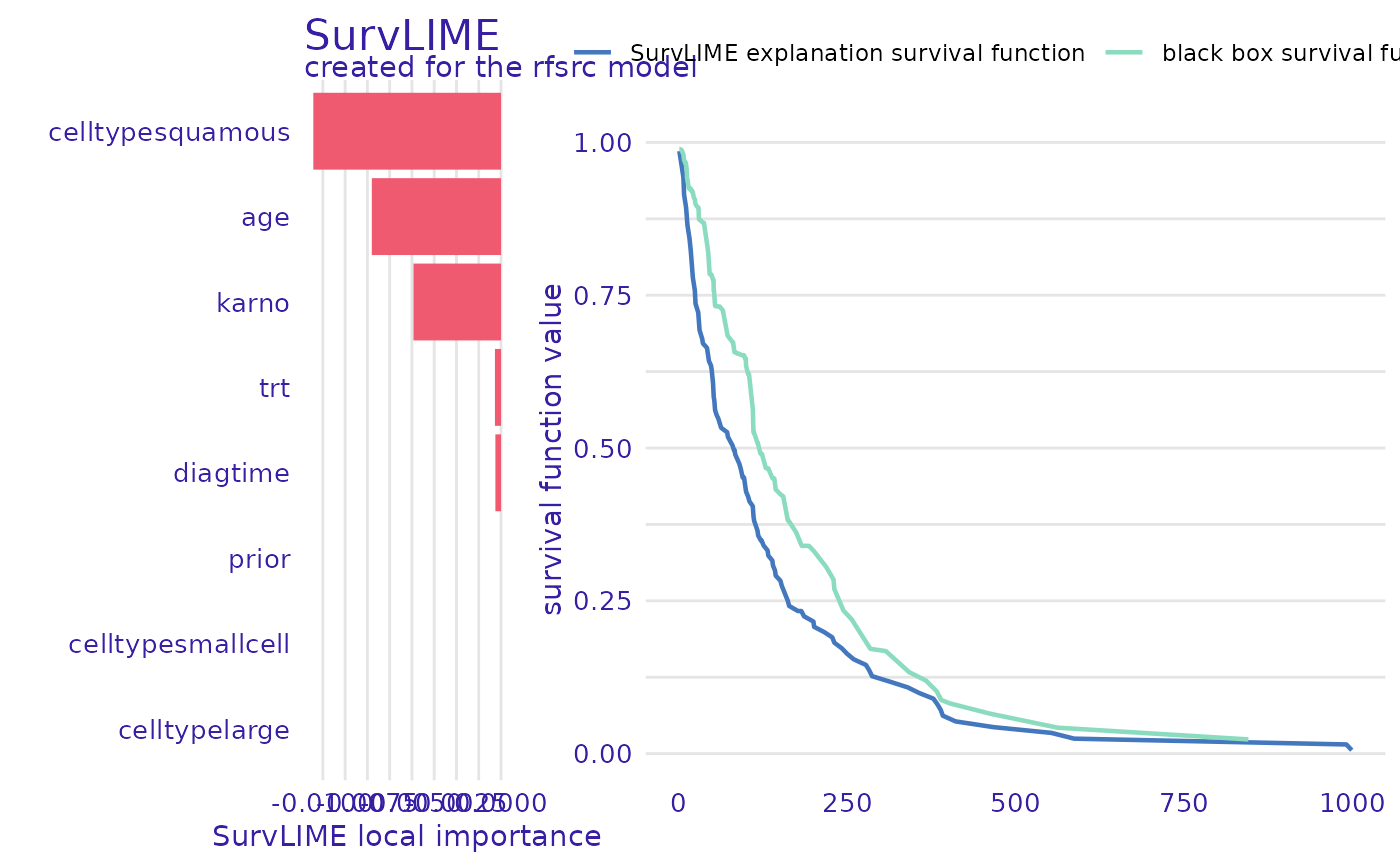 SurvLIME
created for the rfsrc model
SurvLIME explanation survival function
black box survival fu
celltypesquamous
age
karno
trt
diagtime
prior
celltypesmallcell
celltypelarge
SurvLIME local importance
survival function value
1.00
0.75
0.50
0.25
0.00
0
250
500
750
1000